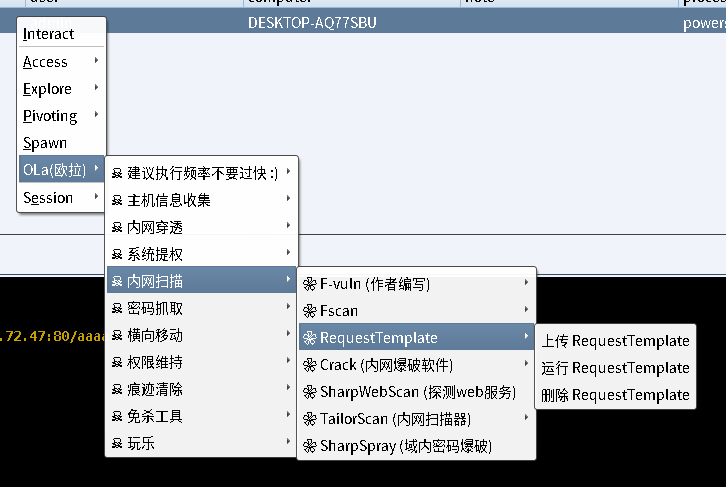 user computer note
DESKTOP-AQ77SBU powers
Interact
Access
Explore
Pivoting
Spawn
OLa(欧拉)
Session
建议执行频率不要过快 :)
主机信息收集
内网穿透
系统提权
内网扫描
密码抓取
横向移动
权限维持
痕迹清除
免杀工具
玩乐
F-vuln (作者编写)
Fscan
RequestTemplate
Crack (内网爆破软件)
SharpWebScan (探测web服务)
TailorScan (内网扫描器)
SharpSpray (域内密码爆破)
上传 RequestTemplate
运行 RequestTemplate
删除 RequestTemplate
.72.47:80/aaaa